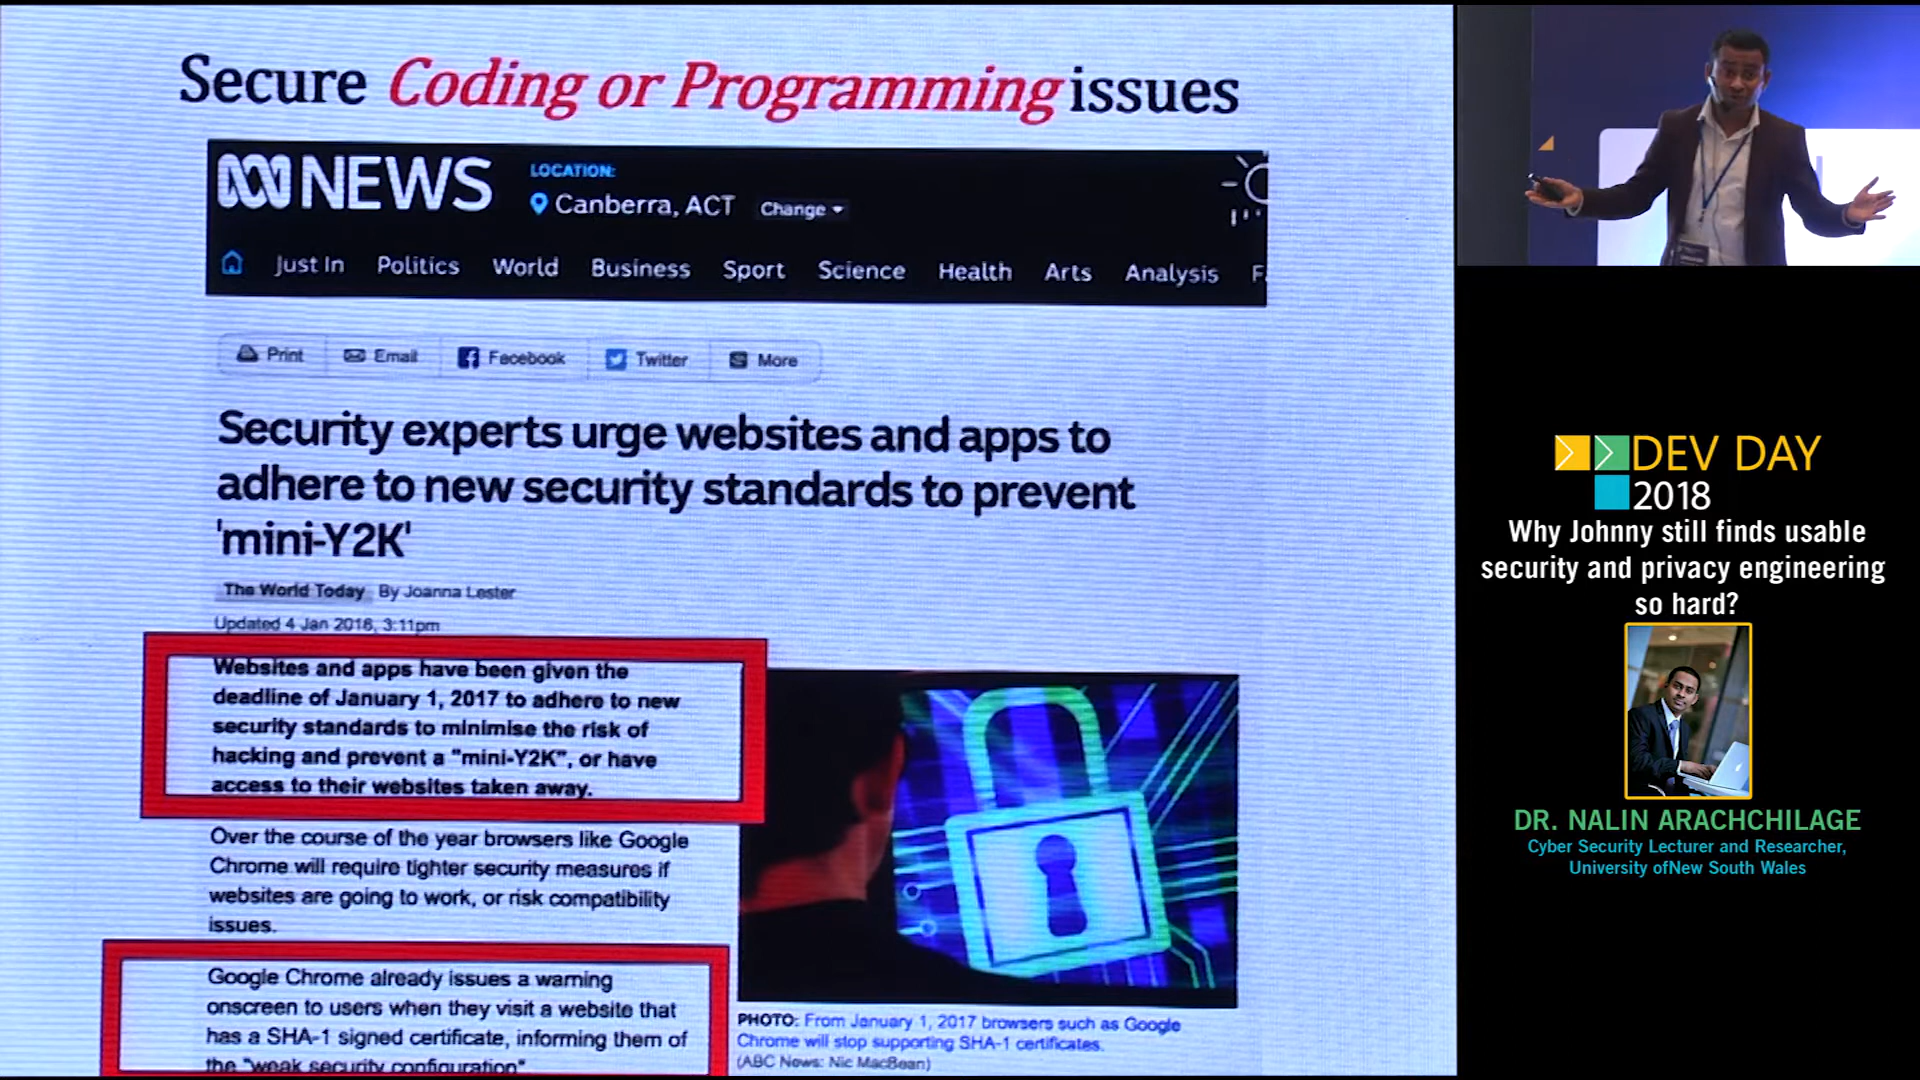 Secure Coding or Programming issues
NEWS
LOCATION:
Canberra, ACT Change
Just In Politics World Business Sport Science Health Arts Analysis
Print Email Facebook Twitter More
Security experts urge websites and apps to
adhere to new security standards to prevent
'mini-Y2K'
The World Today By Joanna Lester
Updated 4 Jan 2016, 3:11pm
Websites and apps have been given the
deadline of January 1, 2017 to adhere to new
security standards to minimise the risk of
hacking and prevent a "mini-Y2K", or have
access to their websites taken away.
Over the course of the year browsers like Google
Chrome will require tighter security measures if
websites are going to work, or risk compatibility
issues.
Google Chrome already issues a warning
onscreen to users when they visit a website that
has a SHA-1 signed certificate, informing them of
the "weak security configuration"
PHOTO: From January 1, 2017 browsers such as Google
Chrome will stop supporting SHA-1 certificates.
(ABC News: Nic MacBean)
DEV DAY
2018
Why Johnny still finds usable
security and privacy engineering
so hard?
DR. NALIN ARACHCHILAGE
Cyber Security Lecturer and Researcher,
University ofNew South Wales